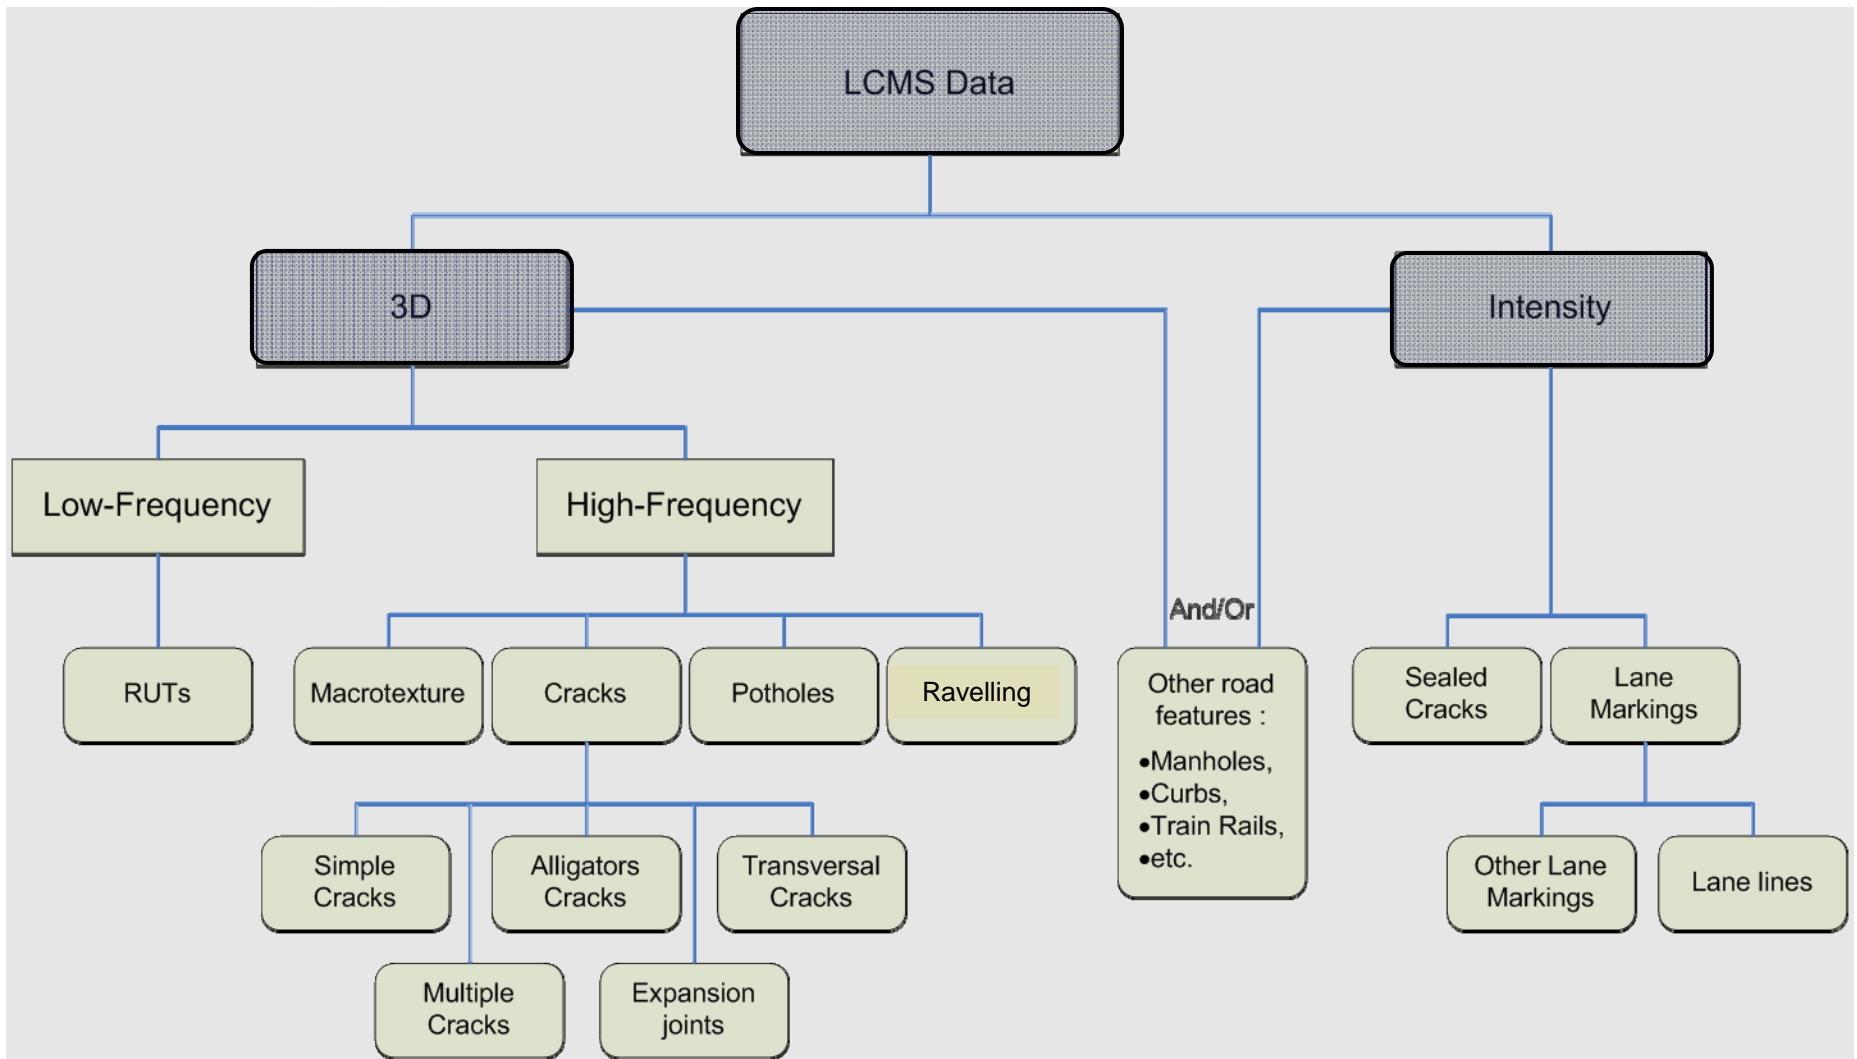 LCMS Data
3D
Intensity
Low-Frequency
High-Frequency
And/Or
RUTs
Macrotexture
Cracks
Potholes
Ravelling
Other road
features :
•Manholes,
•Curbs,
•Train Rails,
•etc.
Sealed
Cracks
Lane
Markings
Simple
Cracks
Alligators
Cracks
Transversal
Cracks
Other Lane
Markings
Lane lines
Multiple
Cracks
Expansion
joints